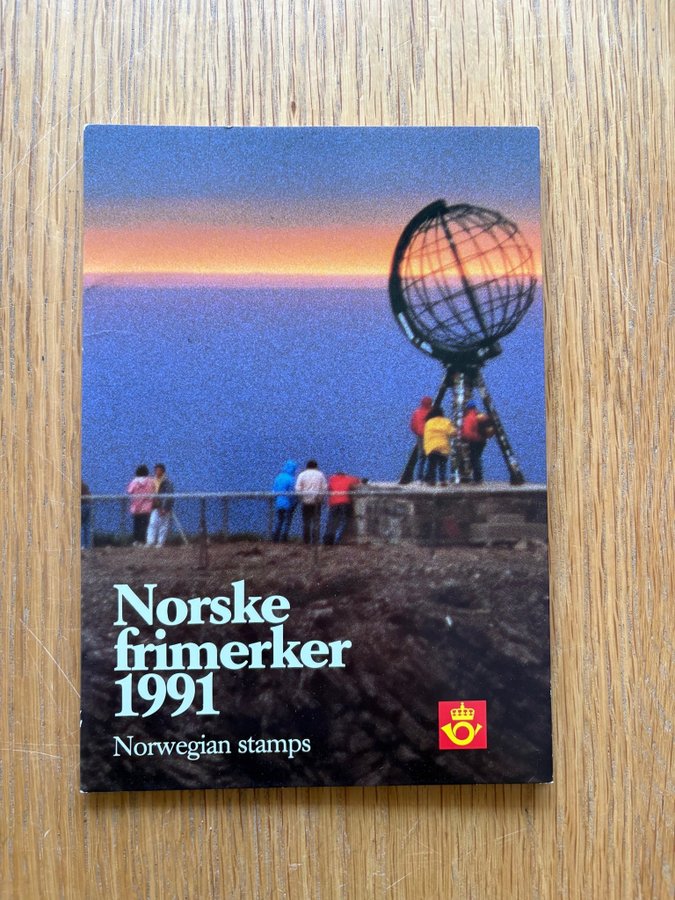 Norske
frimerker
1991
Norwegian stamps